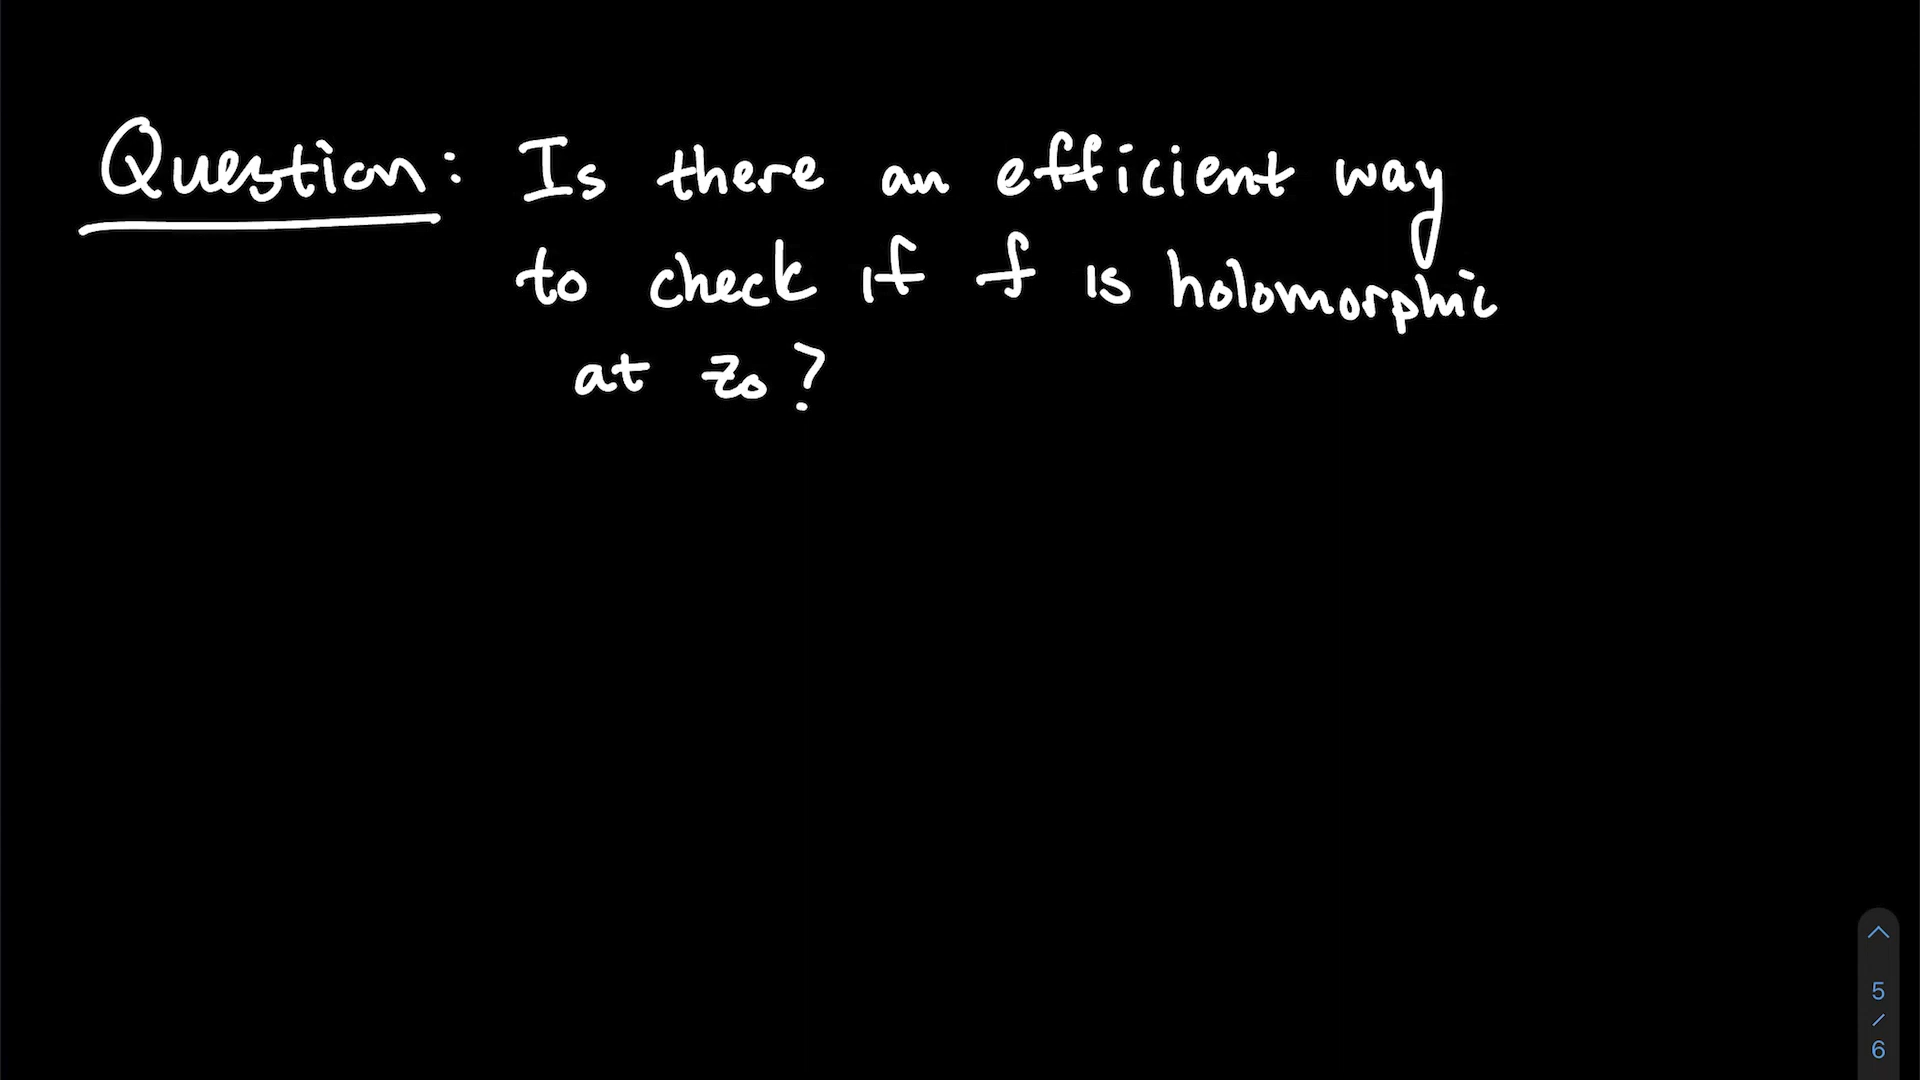 Question: Is there an efficient way
to check if f is holomorphic
at z₀?
5
/
6